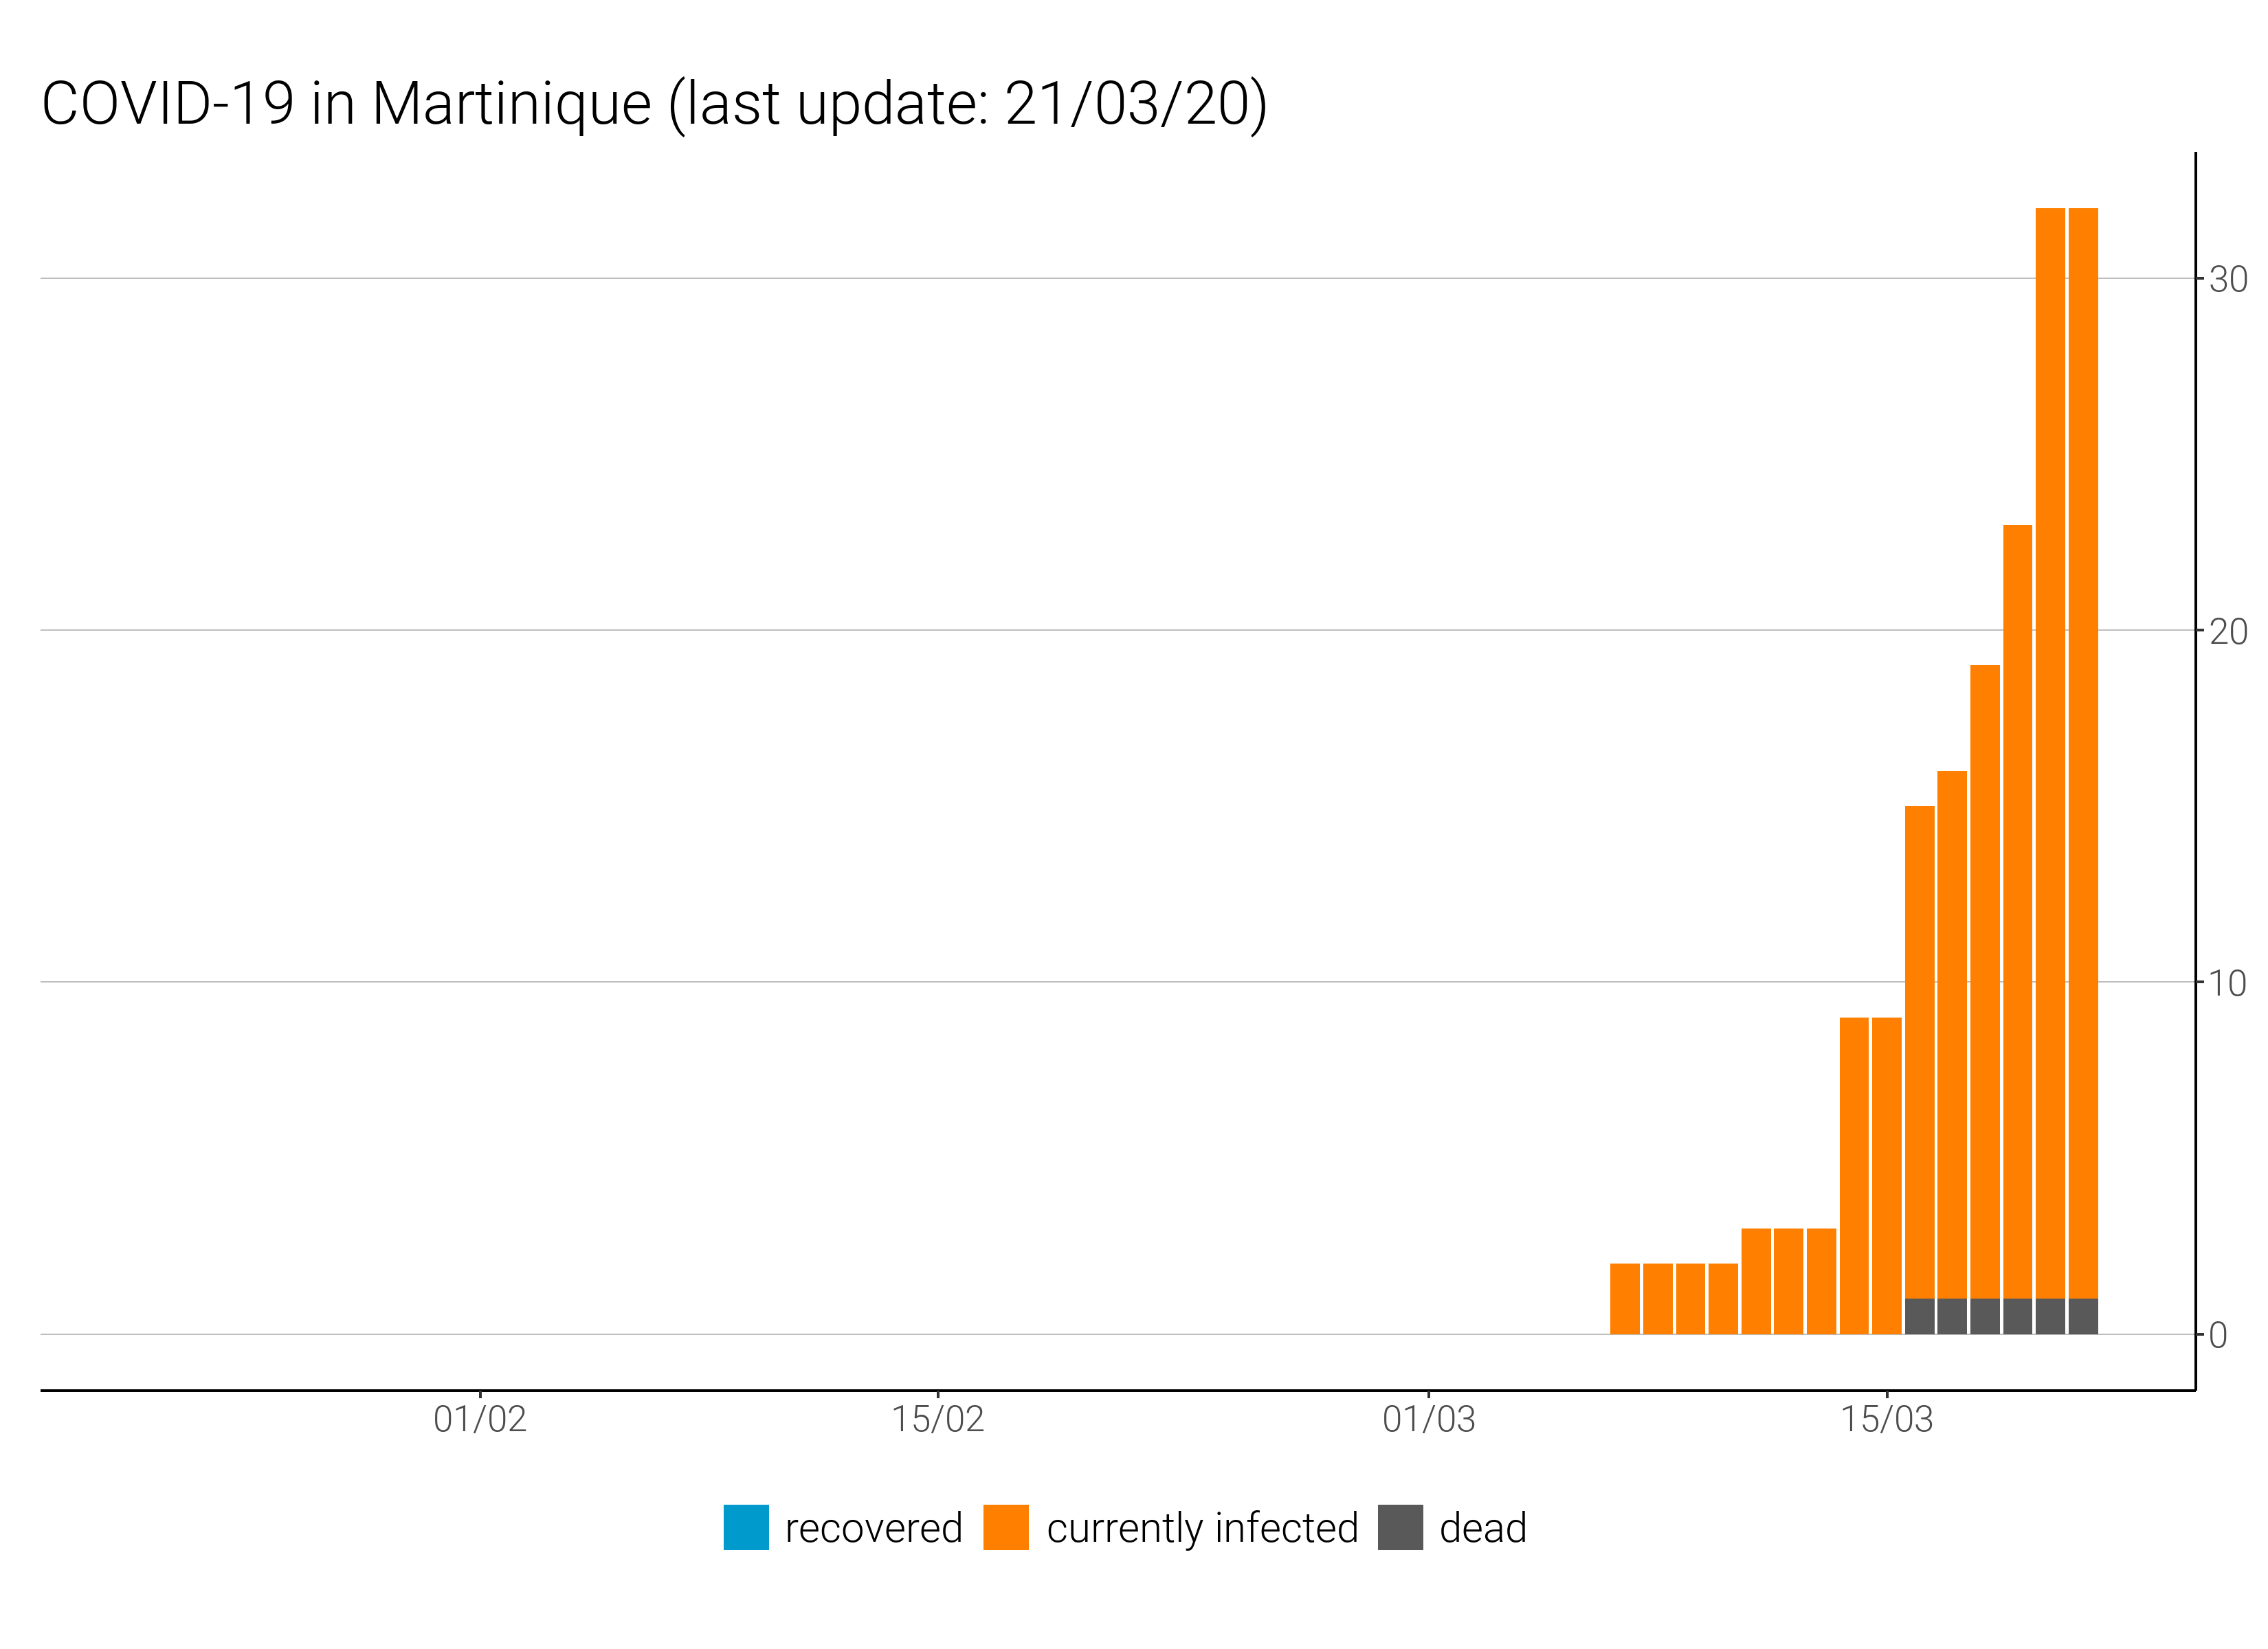 COVID-19 in Martinique (last update: 21/03/20)
30
20
10
0
01/02 15/02 01/03 15/03
recovered currently infected dead